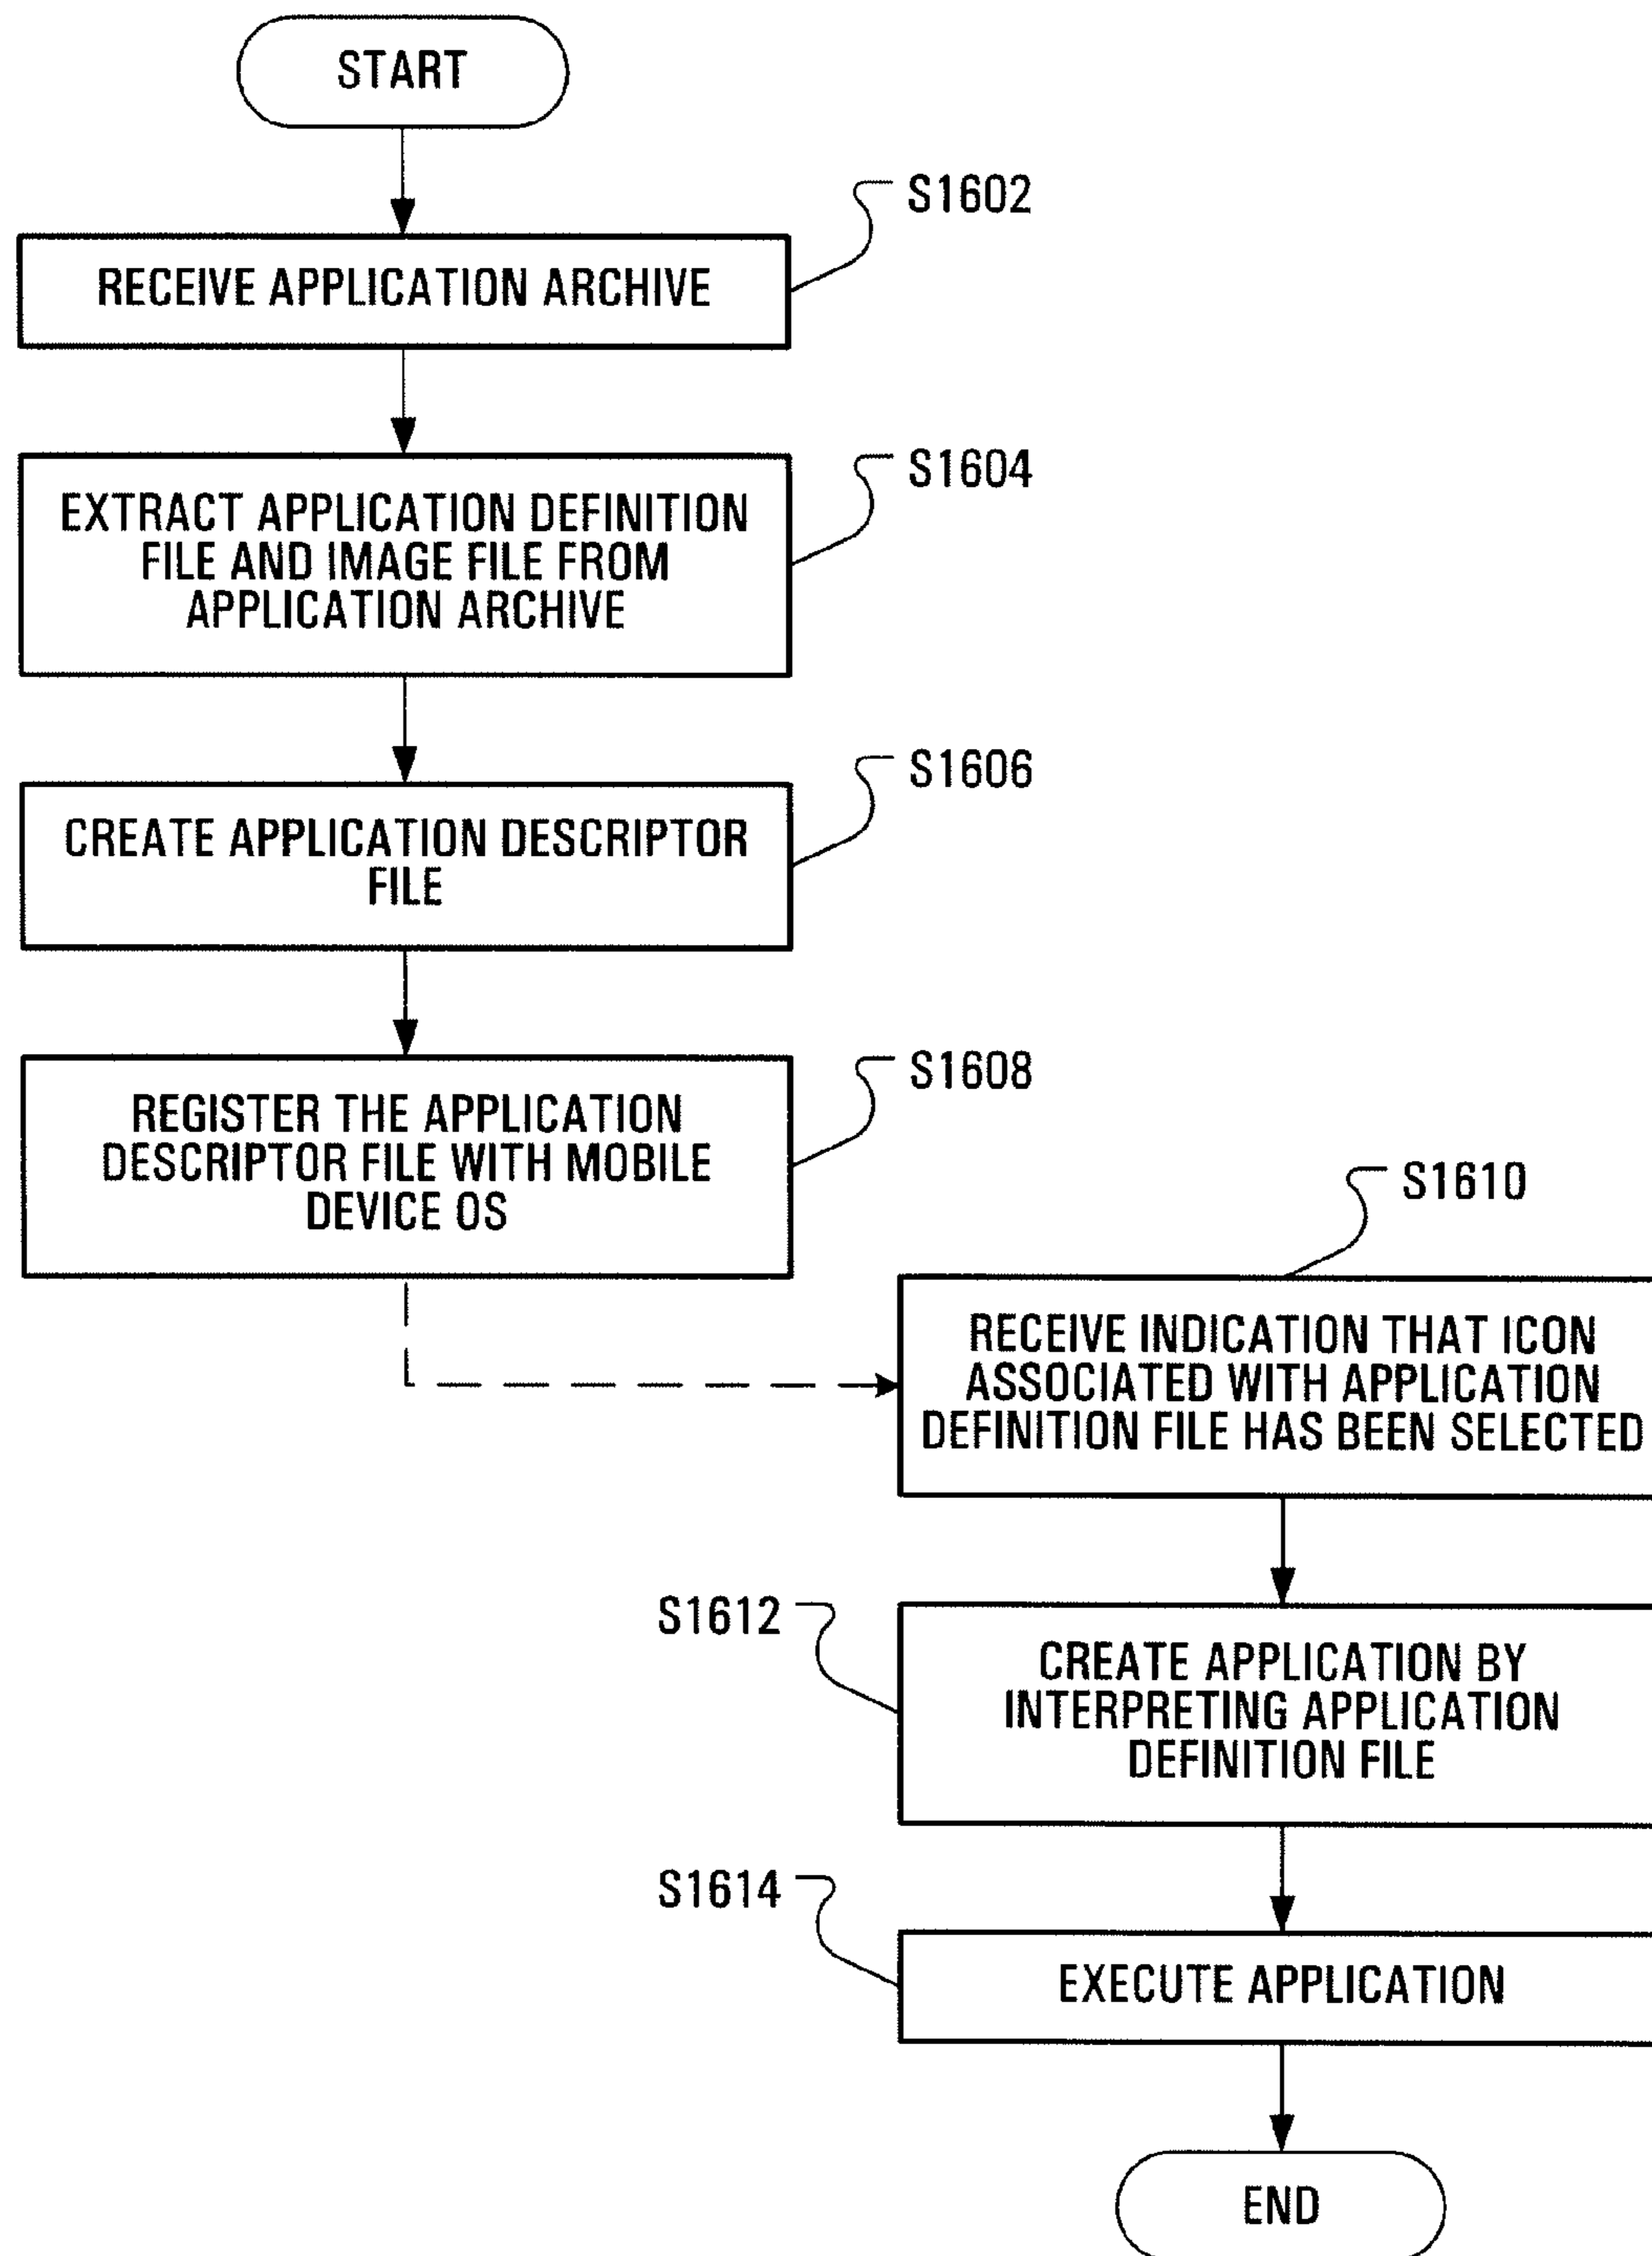 START
S1602
RECEIVE APPLICATION ARCHIVE
S1604
EXTRACT APPLICATION DEFINITION
FILE AND IMAGE FILE FROM
APPLICATION ARCHIVE
S1606
CREATE APPLICATION DESCRIPTOR
FILE
S1608
REGISTER THE APPLICATION
DESCRIPTOR FILE WITH MOBILE
DEVICE OS
S1610
RECEIVE INDICATION THAT ICON
ASSOCIATED WITH APPLICATION
DEFINITION FILE HAS BEEN SELECTED
S1612
CREATE APPLICATION BY
INTERPRETING APPLICATION
DEFINITION FILE
S1614
EXECUTE APPLICATION
END